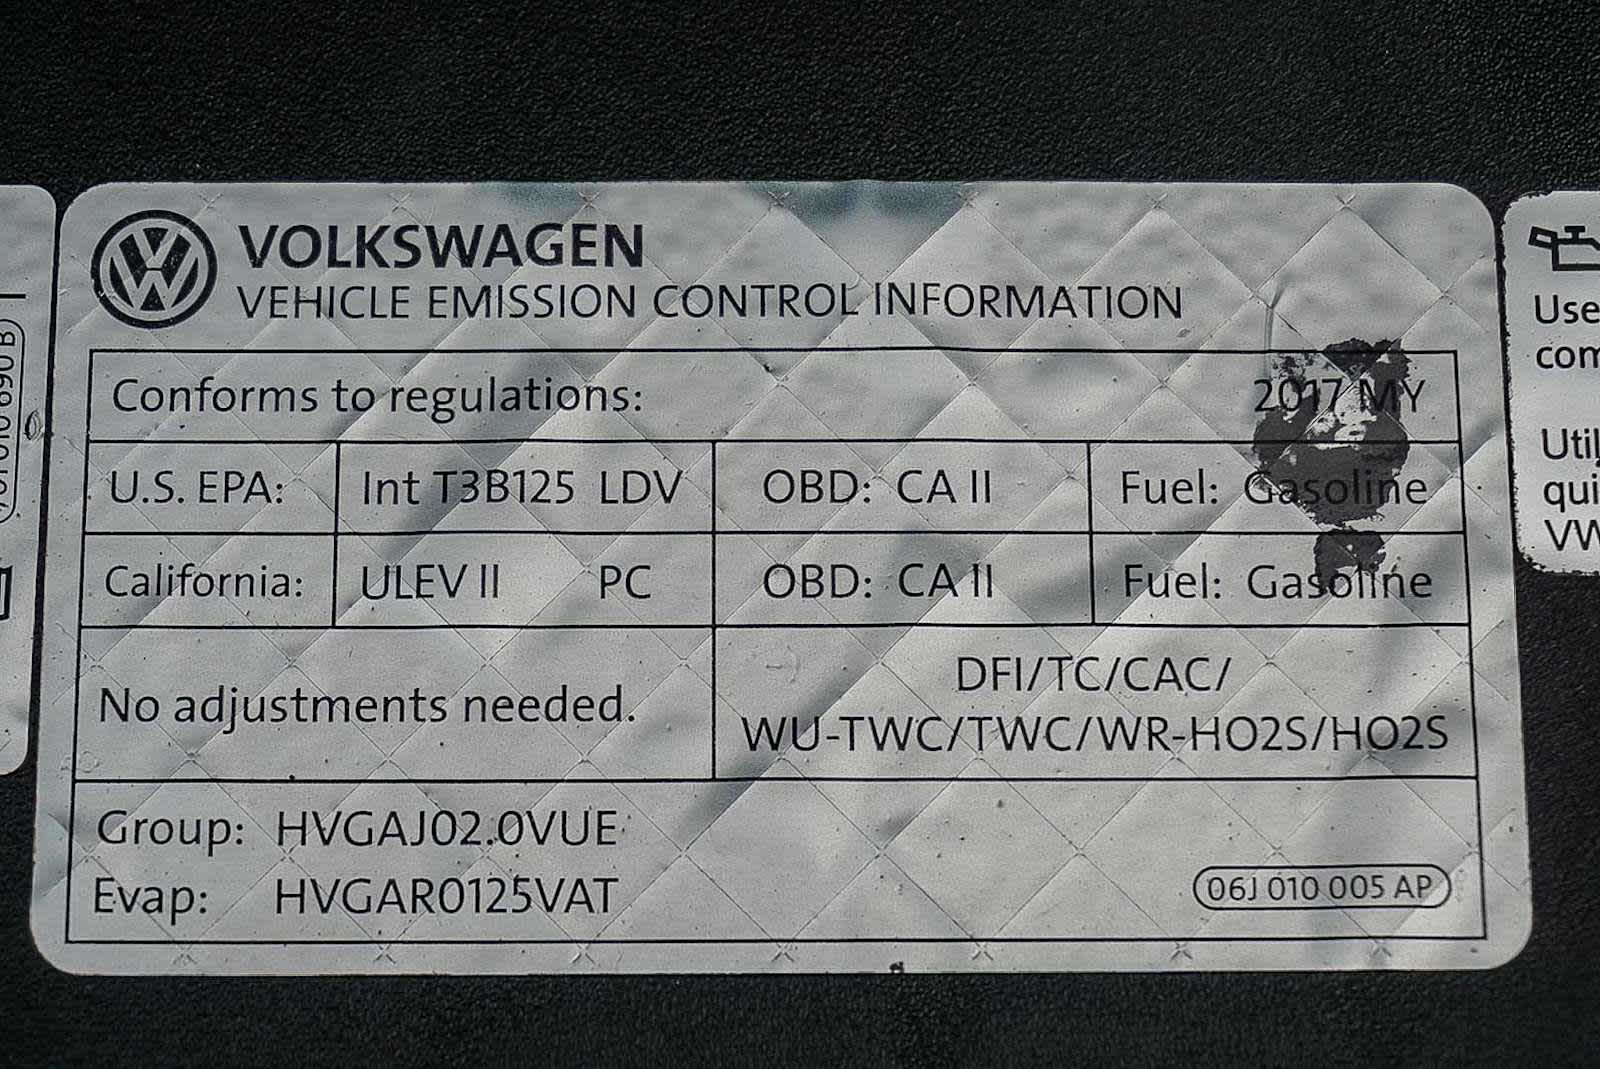 VOLKSWAGEN
VEHICLE EMISSION CONTROL INFORMATION
Conforms to regulations: 2017 MY
U.S. EPA: Int T3B125 LDV OBD: CA II Fuel: Gasoline
California: ULEV II PC OBD: CA II Fuel: Gasoline
No adjustments needed.
DFI/TC/CAC/
WU-TWC/TWC/WR-HO2S/HO2S
Group: HVGAJ02.0VUE
Evap: HVGAR0125VAT
06J 010 005 AP
Use
com
Util
qui
VW